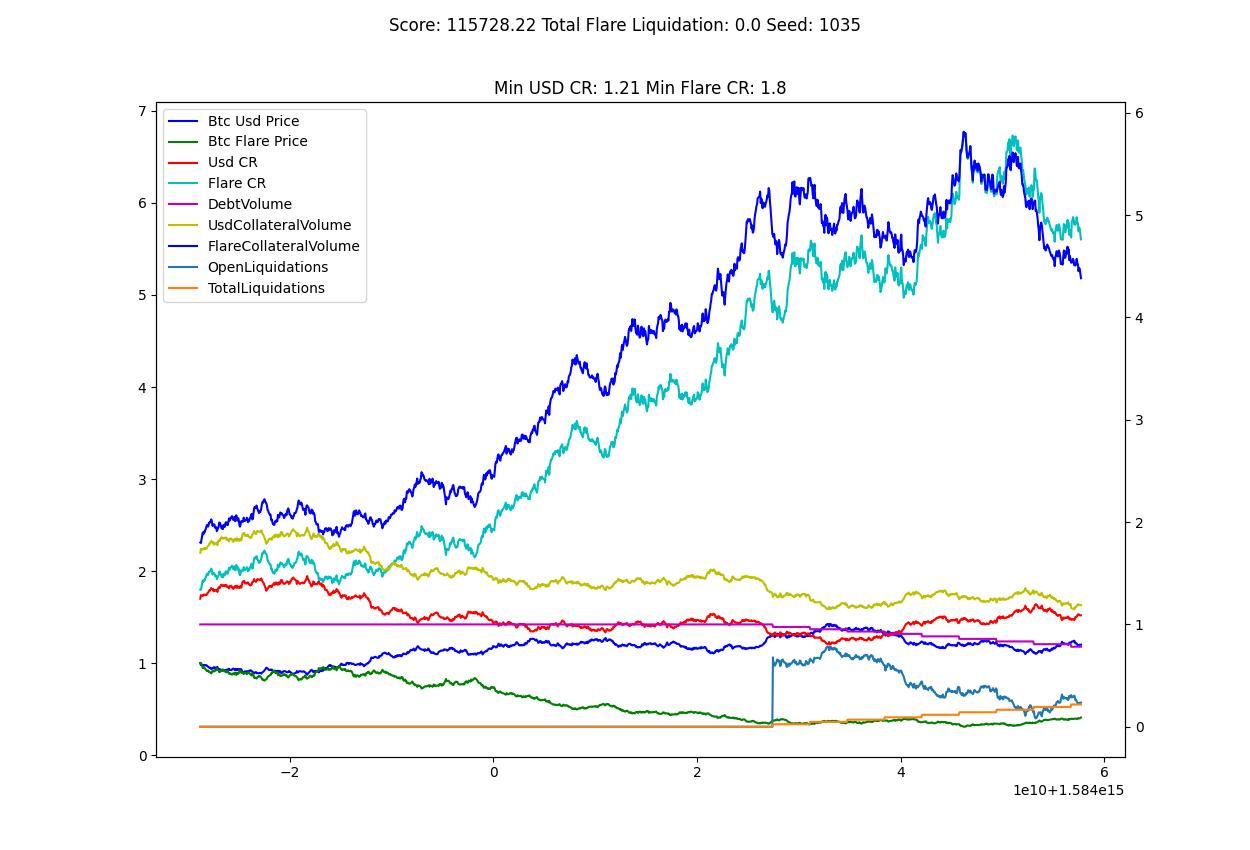 Score: 115728.22 Total Flare Liquidation: 0.0 Seed: 1035
Min USD CR: 1.21 Min Flare CR: 1.8
Btc Usd Price
Btc Flare Price
Usd CR
Flare CR
DebtVolume
UsdCollateralVolume
FlareCollateralVolume
OpenLiquidations
TotalLiquidations
7
6
5
4
3
2
1
0
6
5
4
3
2
1
0
−2
0
2
4
6
1e10+1.584e15